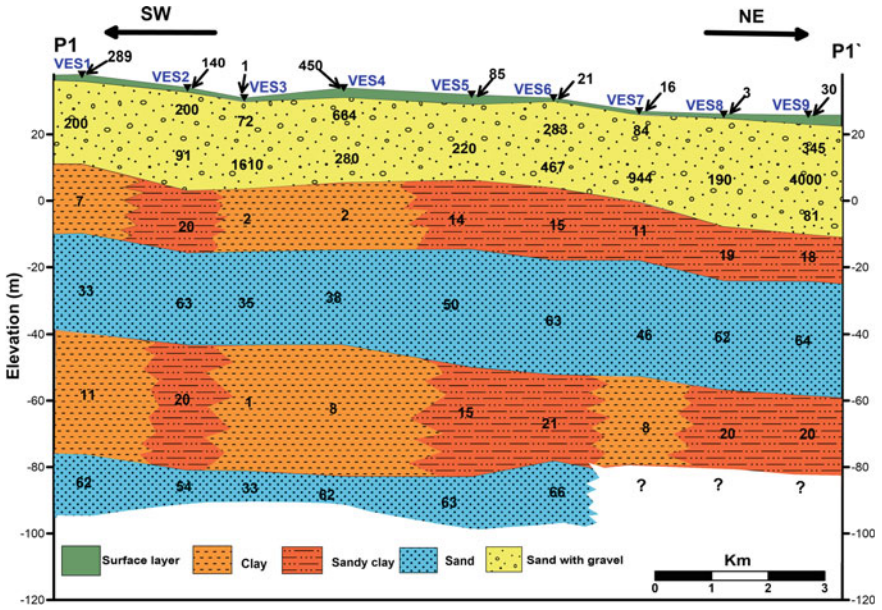 SW NE
P1 P1`
VES1 289 VES2 140 1 VES3 450 VES4 VES5 85 VES6 21 VES7 16 VES8 3 VES9 30
Elevation (m)
20 20
0 0
-20 -20
-40 -40
-60 -60
-80 -80
-100 -100
-120 -120
200 200 72 664 220 283 84 190 345
91 1610 280 467 944 4000
81
7 20 2 2 14 15 11 19 18
33 63 35 38 50 63 46 62 64
11 20 1 8 15 21 8 20 20
62 54 33 62 63 66 ? ? ?
Surface layer Clay Sandy clay Sand Sand with gravel
Km
0 1 2 3